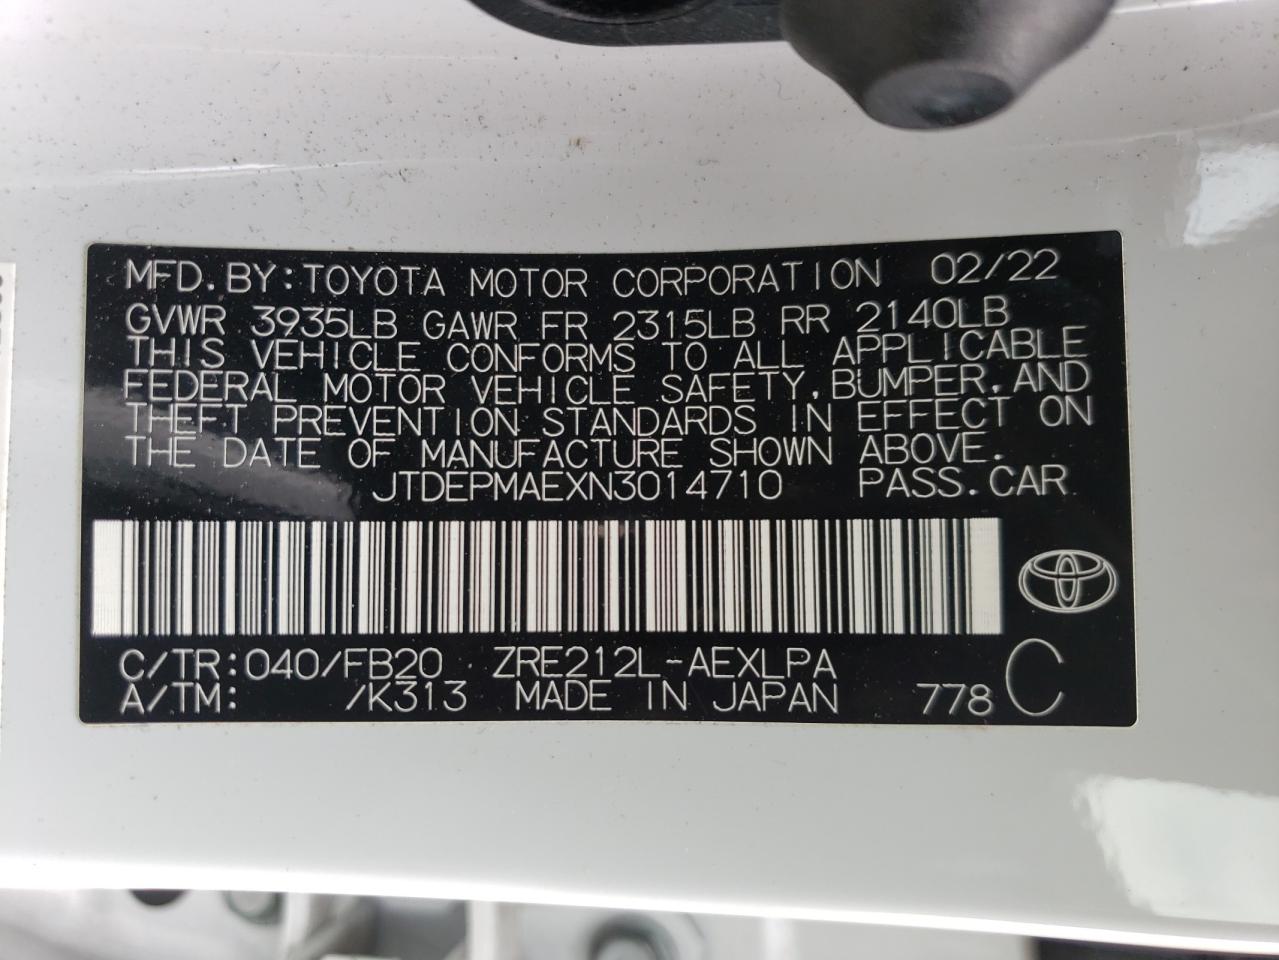 MFD. BY: TOYOTA MOTOR CORPORATION 02/22
GVWR 3935LB GAWR FR 2315LB RR 2140LB
THIS VEHICLE CONFORMS TO ALL APPLICABLE
FEDERAL MOTOR VEHICLE SAFETY, BUMPER, AND
THEFT PREVENTION STANDARDS IN EFFECT ON
THE DATE OF MANUFACTURE SHOWN ABOVE.
JTDEPMAEXN3014710 PASS. CAR
C/TR: 040/FB20 ZRE212L-AEXLPA
A/TM: /K313 MADE IN JAPAN 778 C